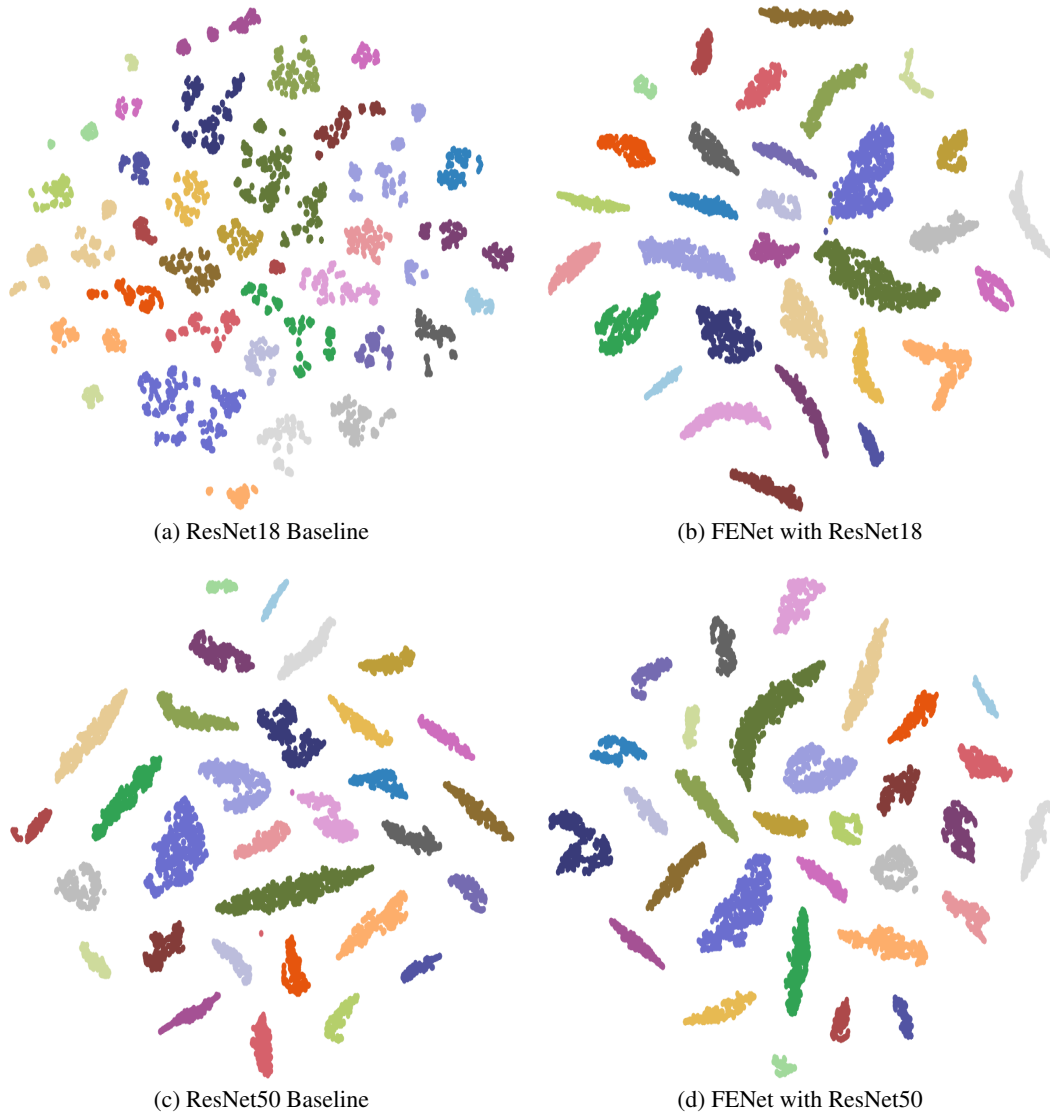 (a) ResNet18 Baseline
(b) FENet with ResNet18
(c) ResNet50 Baseline
(d) FENet with ResNet50